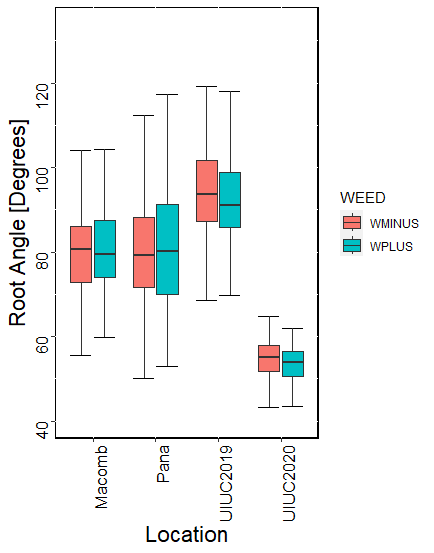 Root Angle [Degrees]
120
100
80
60
40
Macomb
Pana
UIUC2019
UIUC2020
Location
WEED
WMINUS
WPLUS